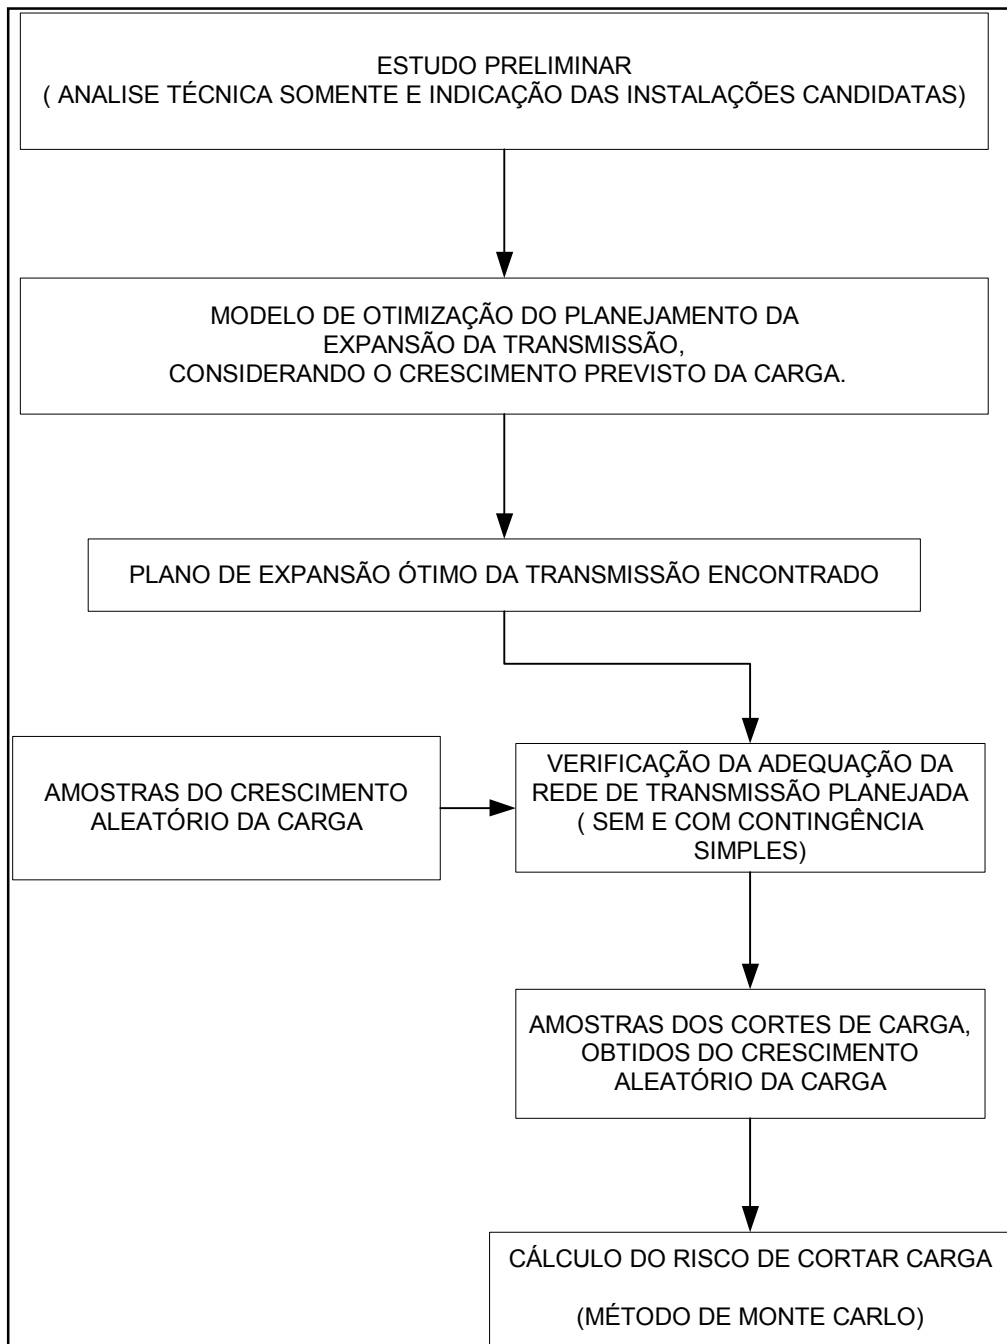 ESTUDO PRELIMINAR
( ANALISE TÉCNICA SOMENTE E INDICAÇÃO DAS INSTALAÇÕES CANDIDATAS)
MODELO DE OTIMIZAÇÃO DO PLANEJAMENTO DA
EXPANSÃO DA TRANSMISSÃO,
CONSIDERANDO O CRESCIMENTO PREVISTO DA CARGA.
PLANO DE EXPANSÃO ÓTIMO DA TRANSMISSÃO ENCONTRADO
AMOSTRAS DO CRESCIMENTO
ALEATÓRIO DA CARGA
VERIFICAÇÃO DA ADEQUAÇÃO DA
REDE DE TRANSMISSÃO PLANEJADA
( SEM E COM CONTINGÊNCIA
SIMPLES)
AMOSTRAS DOS CORTES DE CARGA,
OBTIDOS DO CRESCIMENTO
ALEATÓRIO DA CARGA
CÁLCULO DO RISCO DE CORTAR CARGA
(MÉTODO DE MONTE CARLO)